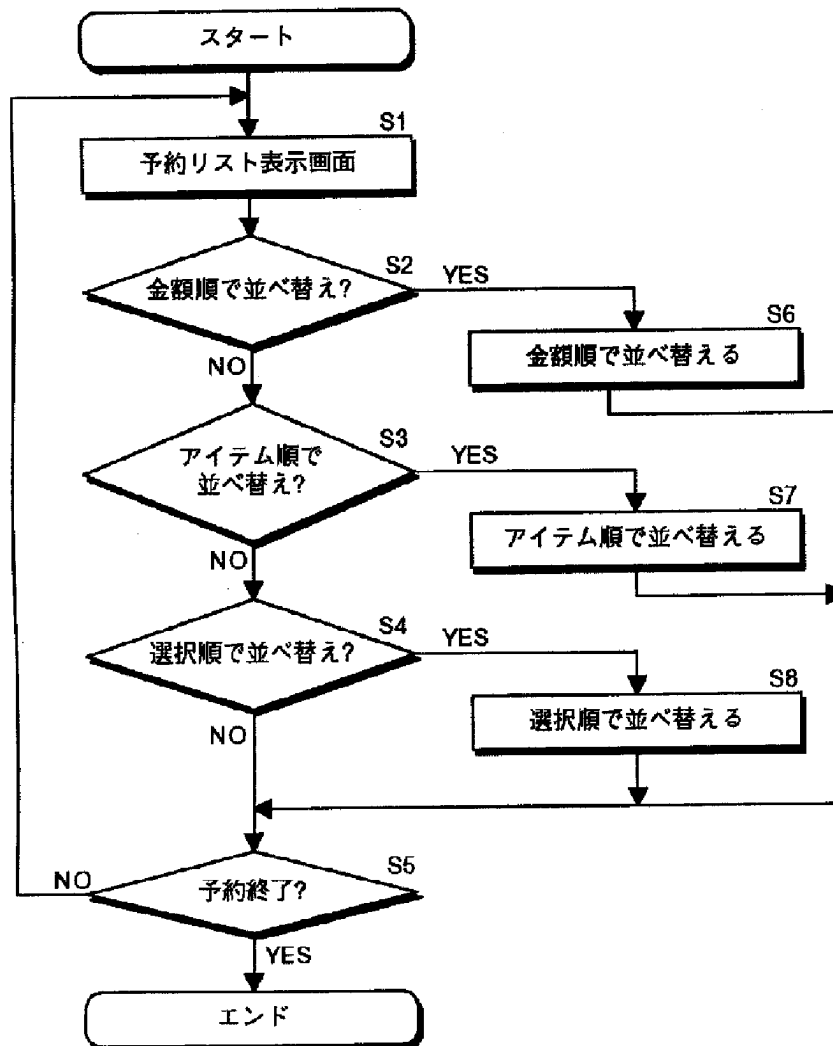 スタート
S1
予約リスト表示画面
S2
金額順で並べ替え?
YES
NO
S6
金額順で並べ替える
S3
アイテム順で
並べ替え?
YES
NO
S7
アイテム順で並べ替える
S4
選択順で並べ替え?
YES
NO
S8
選択順で並べ替える
S5
予約終了?
NO
YES
エンド